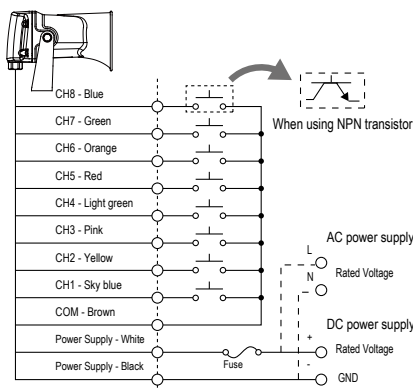 CH8 - Blue
CH7 - Green
When using NPN transistor
CH6 - Orange
CH5 - Red
CH4 - Light green
CH3 - Pink
AC power supply
L
CH2 - Yellow
Rated Voltage
N
CH1 - Sky blue
COM - Brown
DC power supply
Power Supply - White
+
Rated Voltage
Fuse
Power Supply - Black
-
GND